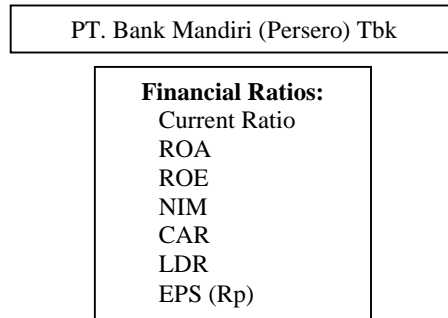 PT. Bank Mandiri (Persero) Tbk
Financial Ratios:
Current Ratio
ROA
ROE
NIM
CAR
LDR
EPS (Rp)